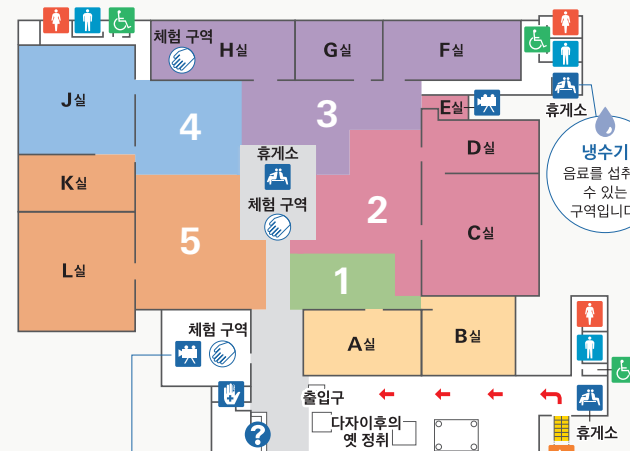 체험 구역
H실
G실
F실
J실
4
3
E실
휴게소
냉수기
음료를 섭취
수 있는
구역입니다
D실
휴게소
체험 구역
K실
2
C실
5
L실
1
체험 구역
A실
B실
출입구
다자이후의
옛 정취
?
휴게소